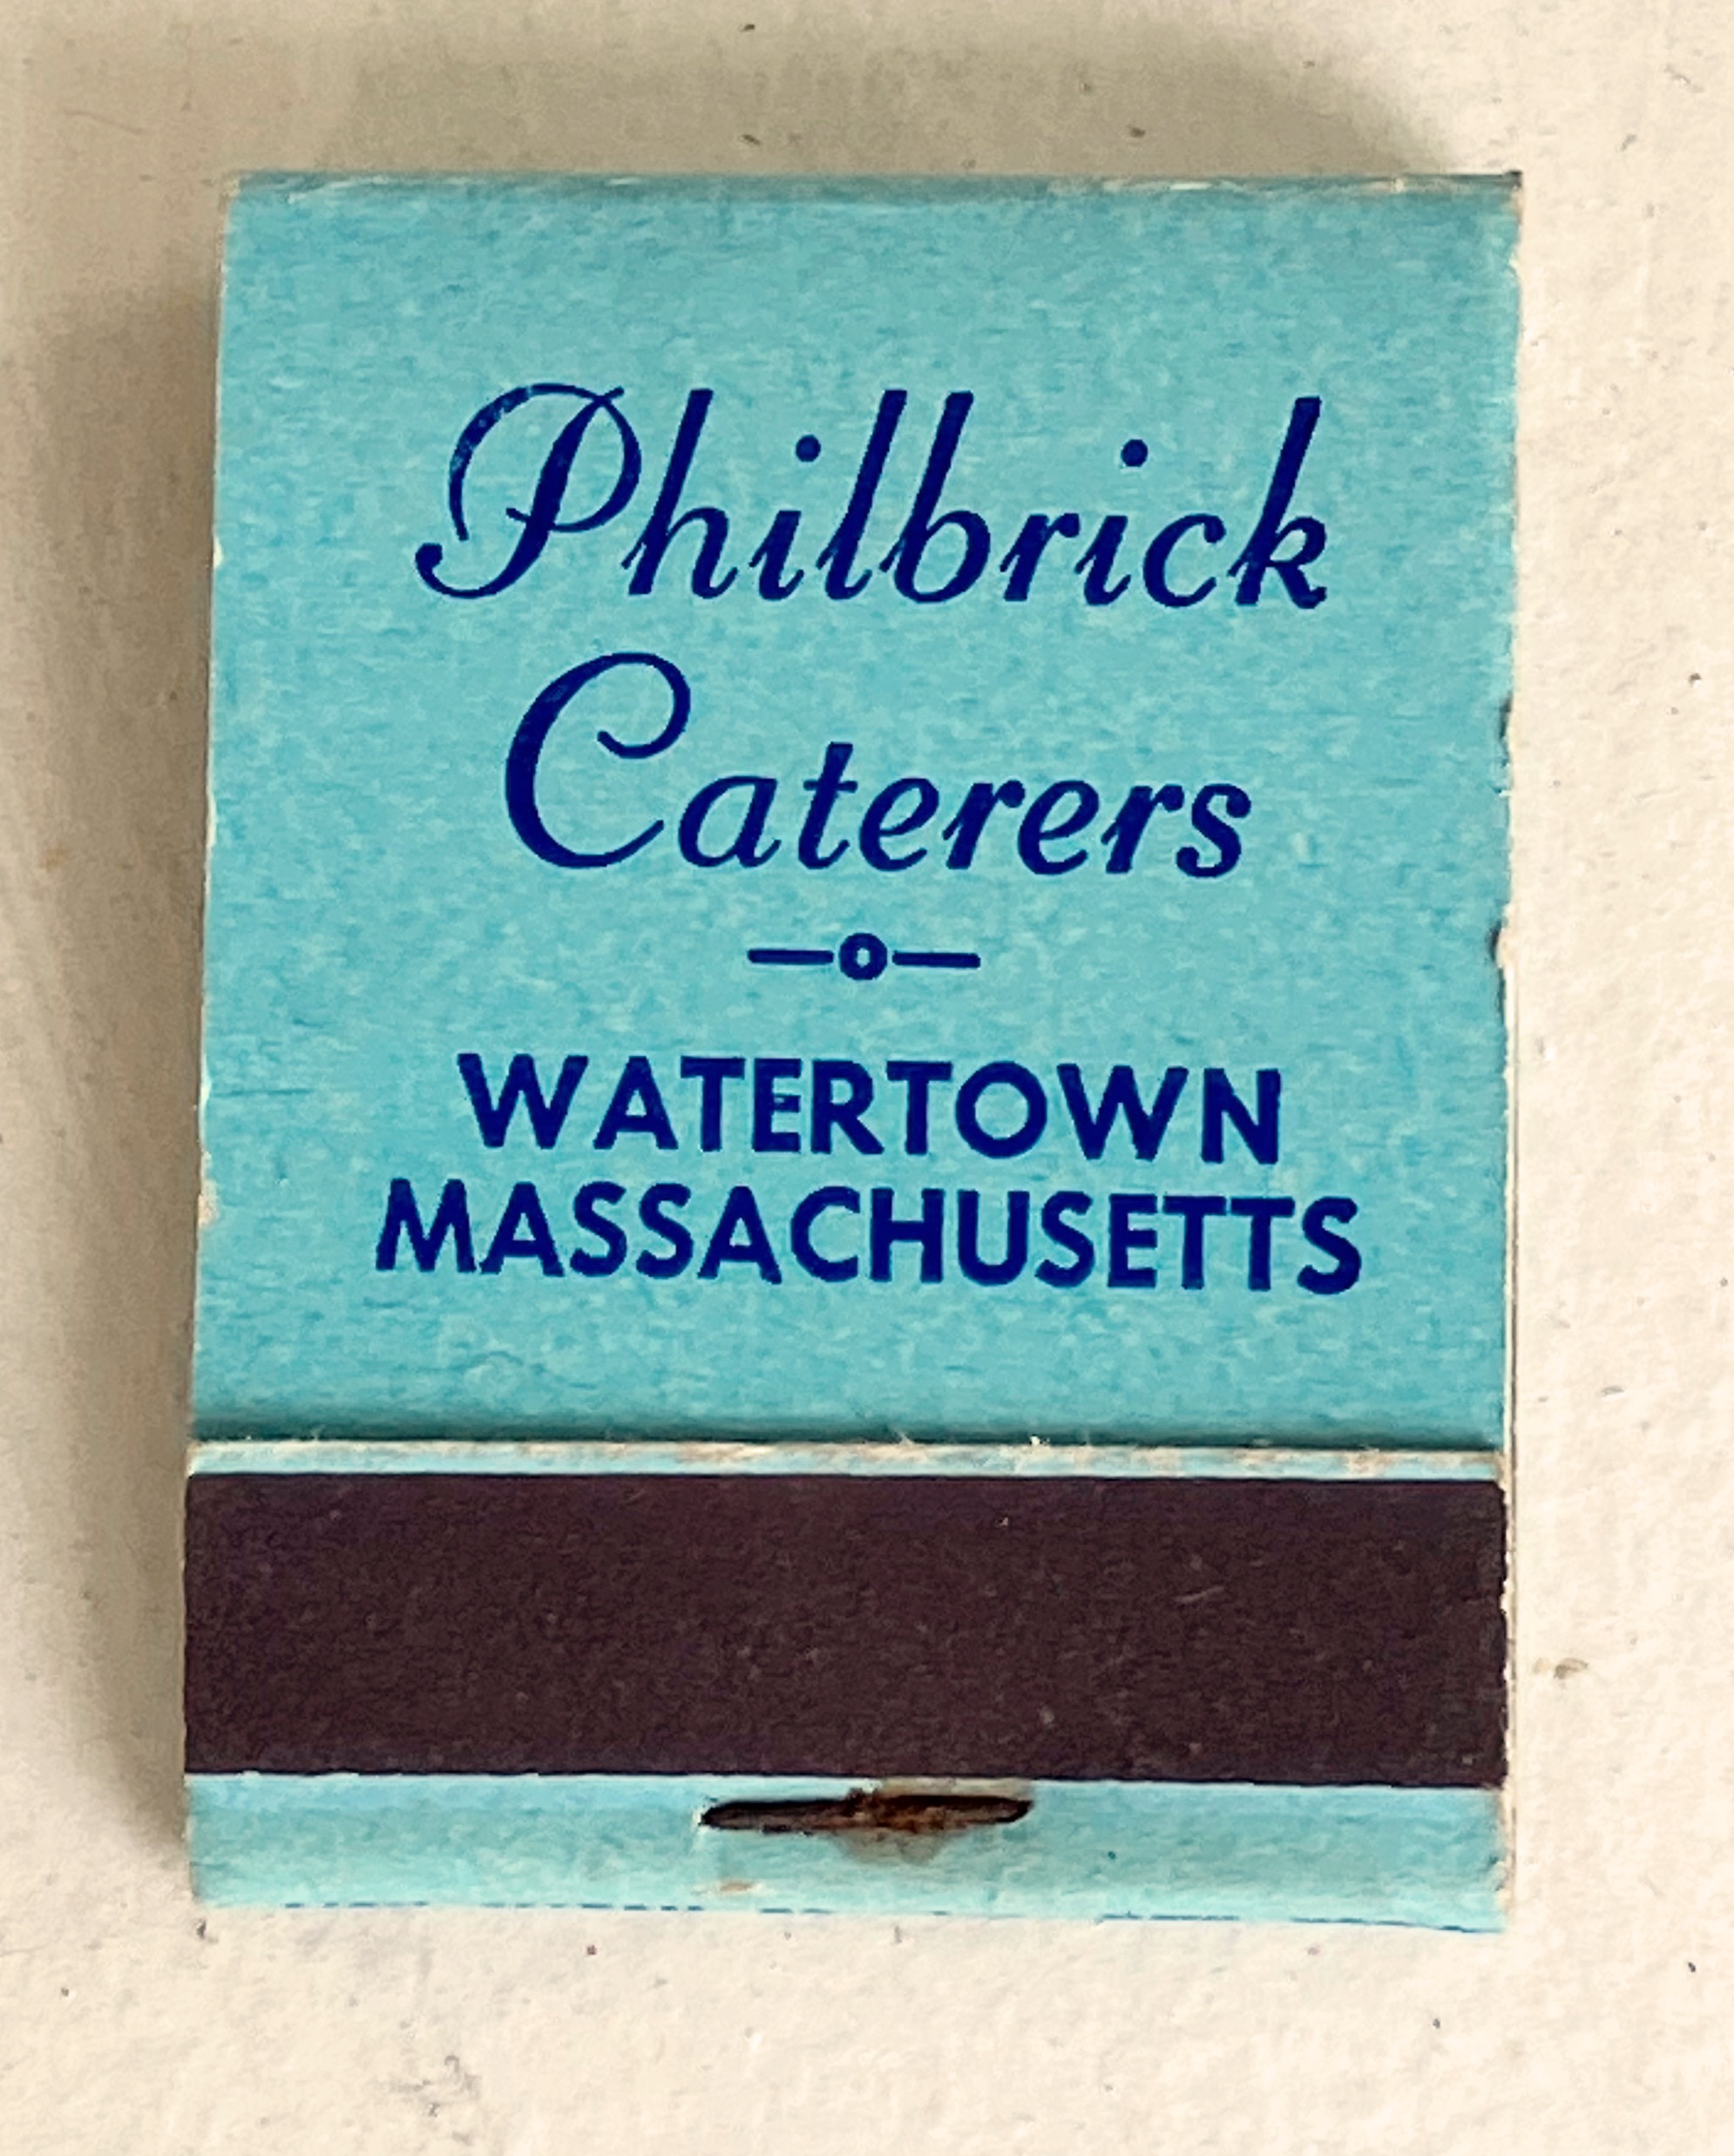 Philbrick
Caterers
—o—
WATERTOWN
MASSACHUSETTS